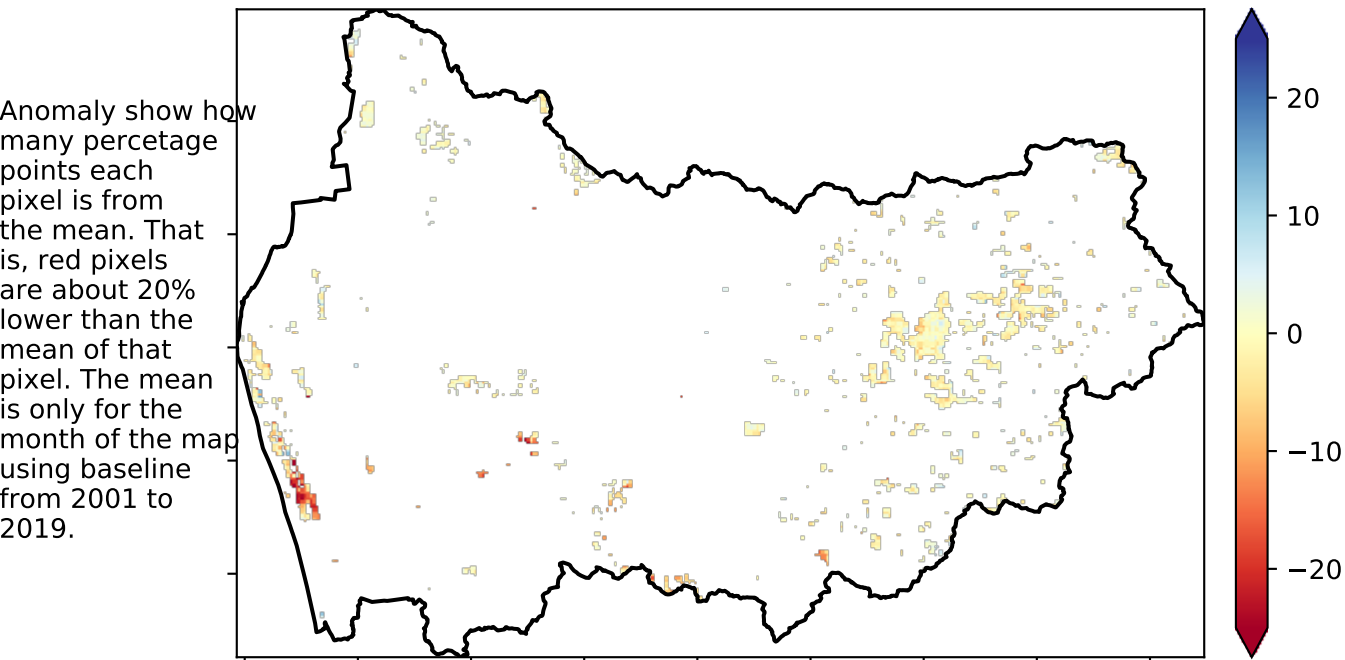 Anomaly show how
many percetage
points each
pixel is from
the mean. That
is, red pixels
are about 20%
lower than the
mean of that
pixel. The mean
is only for the
month of the map
using baseline
from 2001 to
2019.
20
10
0
−10
−20